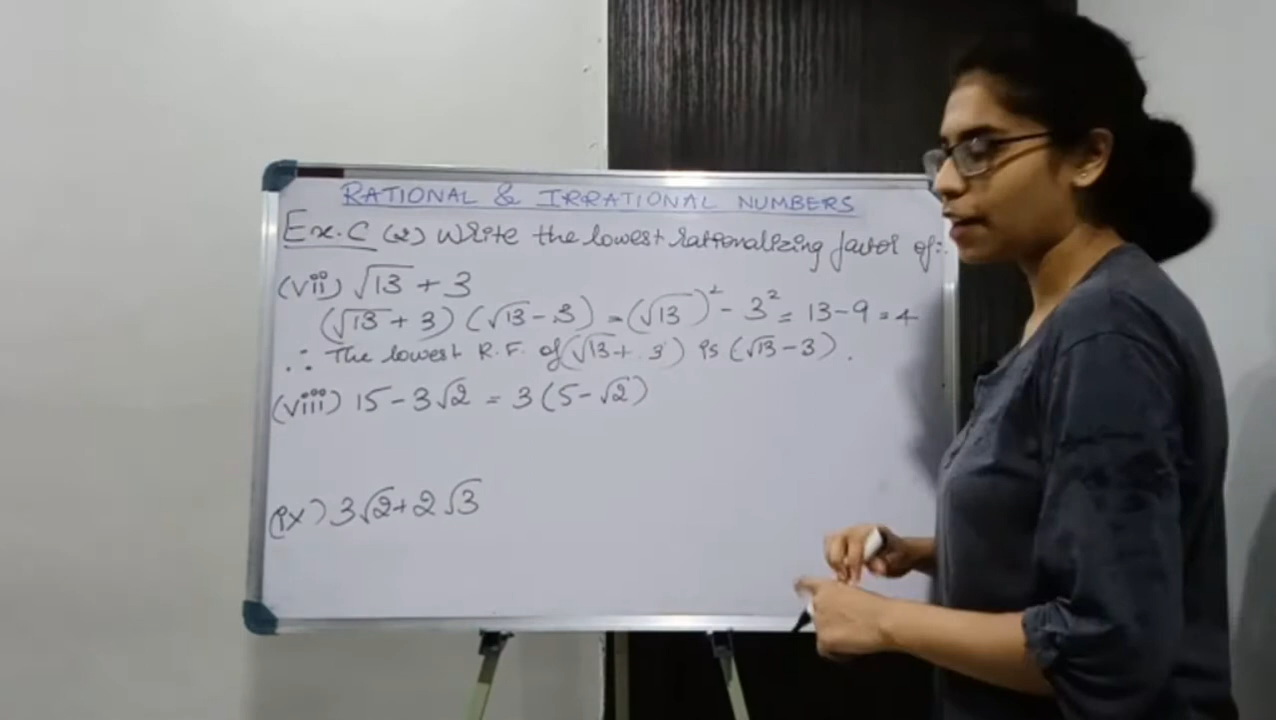 RATIONAL & IRRATIONAL NUMBERS
Ex. C (2) Write the lowest rationalizing factor of:-
(vii) √13 + 3
(√13 + 3) (√13 - 3) = (√13)² - 3² = 13 - 9 = 4
∴ The lowest R.F. of (√13 + 3) is (√13 - 3).
(viii) 15 - 3√2 = 3 (5 - √2)
(ix) 3√2 + 2√3